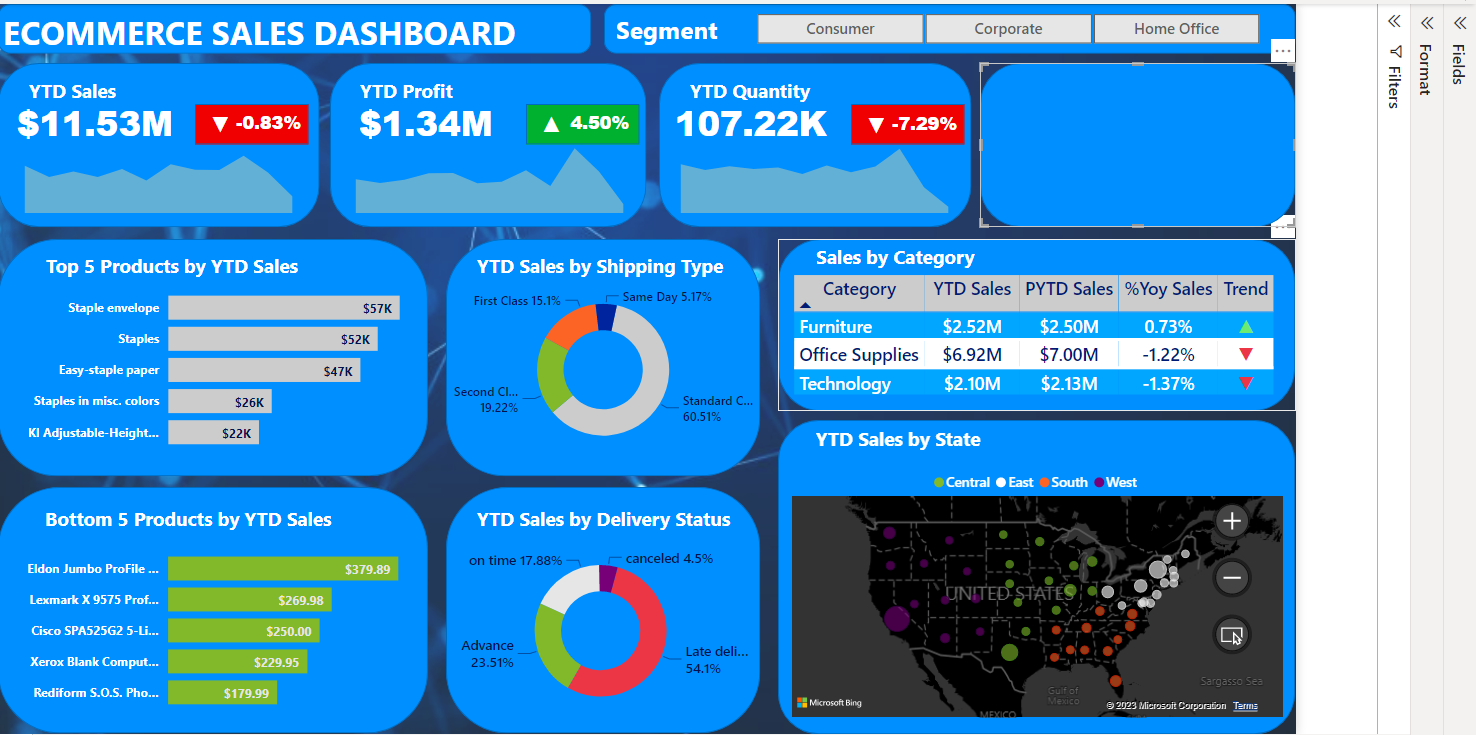 ECOMMERCE SALES DASHBOARD
Segment
Consumer
Corporate
Home Office
Filters
Format
Fields
YTD Sales
$11.53M
▼ -0.83%
YTD Profit
$1.34M
▲ 4.50%
YTD Quantity
107.22K
▼ -7.29%
Top 5 Products by YTD Sales
Staple envelope $57K
Staples $52K
Easy-staple paper $47K
Staples in misc. colors $26K
KI Adjustable-Height... $22K
YTD Sales by Shipping Type
First Class 15.1%
Same Day 5.17%
Second Cl...
19.22%
Standard C...
60.51%
Sales by Category
Category YTD Sales PYTD Sales %Yoy Sales Trend
Furniture $2.52M $2.50M 0.73% ▲
Office Supplies $6.92M $7.00M -1.22% ▼
Technology $2.10M $2.13M -1.37% ▼
Bottom 5 Products by YTD Sales
Eldon Jumbo ProFile ... $379.89
Lexmark X 9575 Prof... $269.98
Cisco SPA525G2 5-Li... $250.00
Xerox Blank Comput... $229.95
Rediform S.O.S. Pho... $179.99
YTD Sales by Delivery Status
on time 17.88%
canceled 4.5%
Advance
23.51%
Late deli...
54.1%
YTD Sales by State
Central East South West
UNITED STATES
Sargasso Sea
Gulf of
Mexico
MEXICO
Microsoft Bing
© 2023 Microsoft Corporation Terms